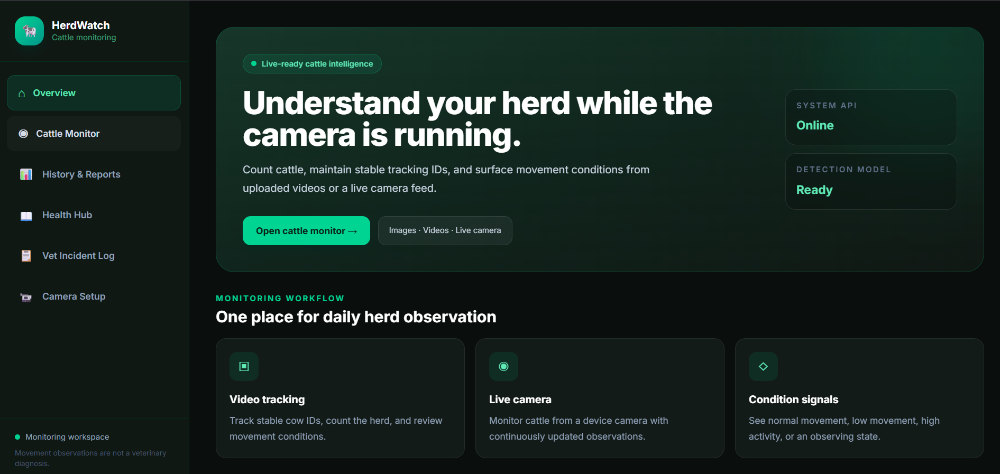 HerdWatch
Cattle monitoring
Overview
Cattle Monitor
History & Reports
Health Hub
Vet Incident Log
Camera Setup
Monitoring workspace
Movement observations are not a veterinary
diagnosis.
Live-ready cattle intelligence
Understand your herd while the
camera is running.
Count cattle, maintain stable tracking IDs, and surface movement conditions from
uploaded videos or a live camera feed.
Open cattle monitor →
Images · Videos · Live camera
SYSTEM API
Online
DETECTION MODEL
Ready
MONITORING WORKFLOW
One place for daily herd observation
Video tracking
Track stable cow IDs, count the herd, and review
movement conditions.
Live camera
Monitor cattle from a device camera with
continuously updated observations.
Condition signals
See normal movement, low movement, high
activity, or an observing state.